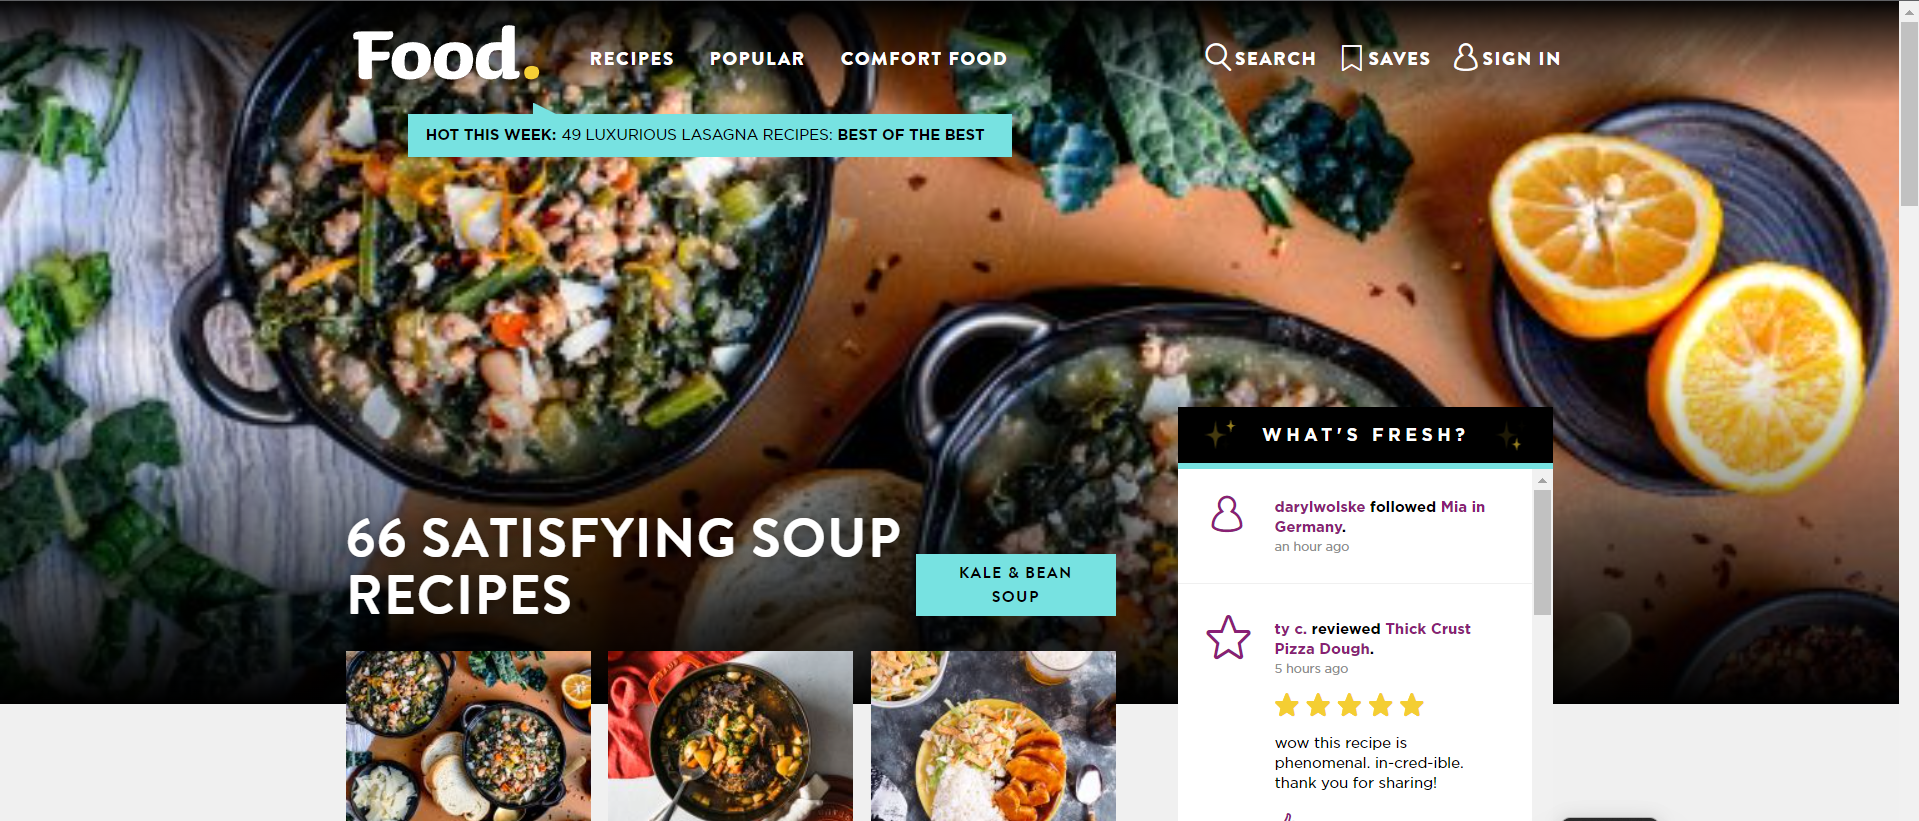 Food.
RECIPES
POPULAR
COMFORT FOOD
SEARCH
SAVES
SIGN IN
HOT THIS WEEK: 49 LUXURIOUS LASAGNA RECIPES: BEST OF THE BEST
66 SATISFYING SOUP
RECIPES
KALE & BEAN
SOUP
WHAT'S FRESH?
darylwolske followed Mia in
Germany.
an hour ago
ty c. reviewed Thick Crust
Pizza Dough.
5 hours ago
wow this recipe is
phenomenal. in-cred-ible.
thank you for sharing!